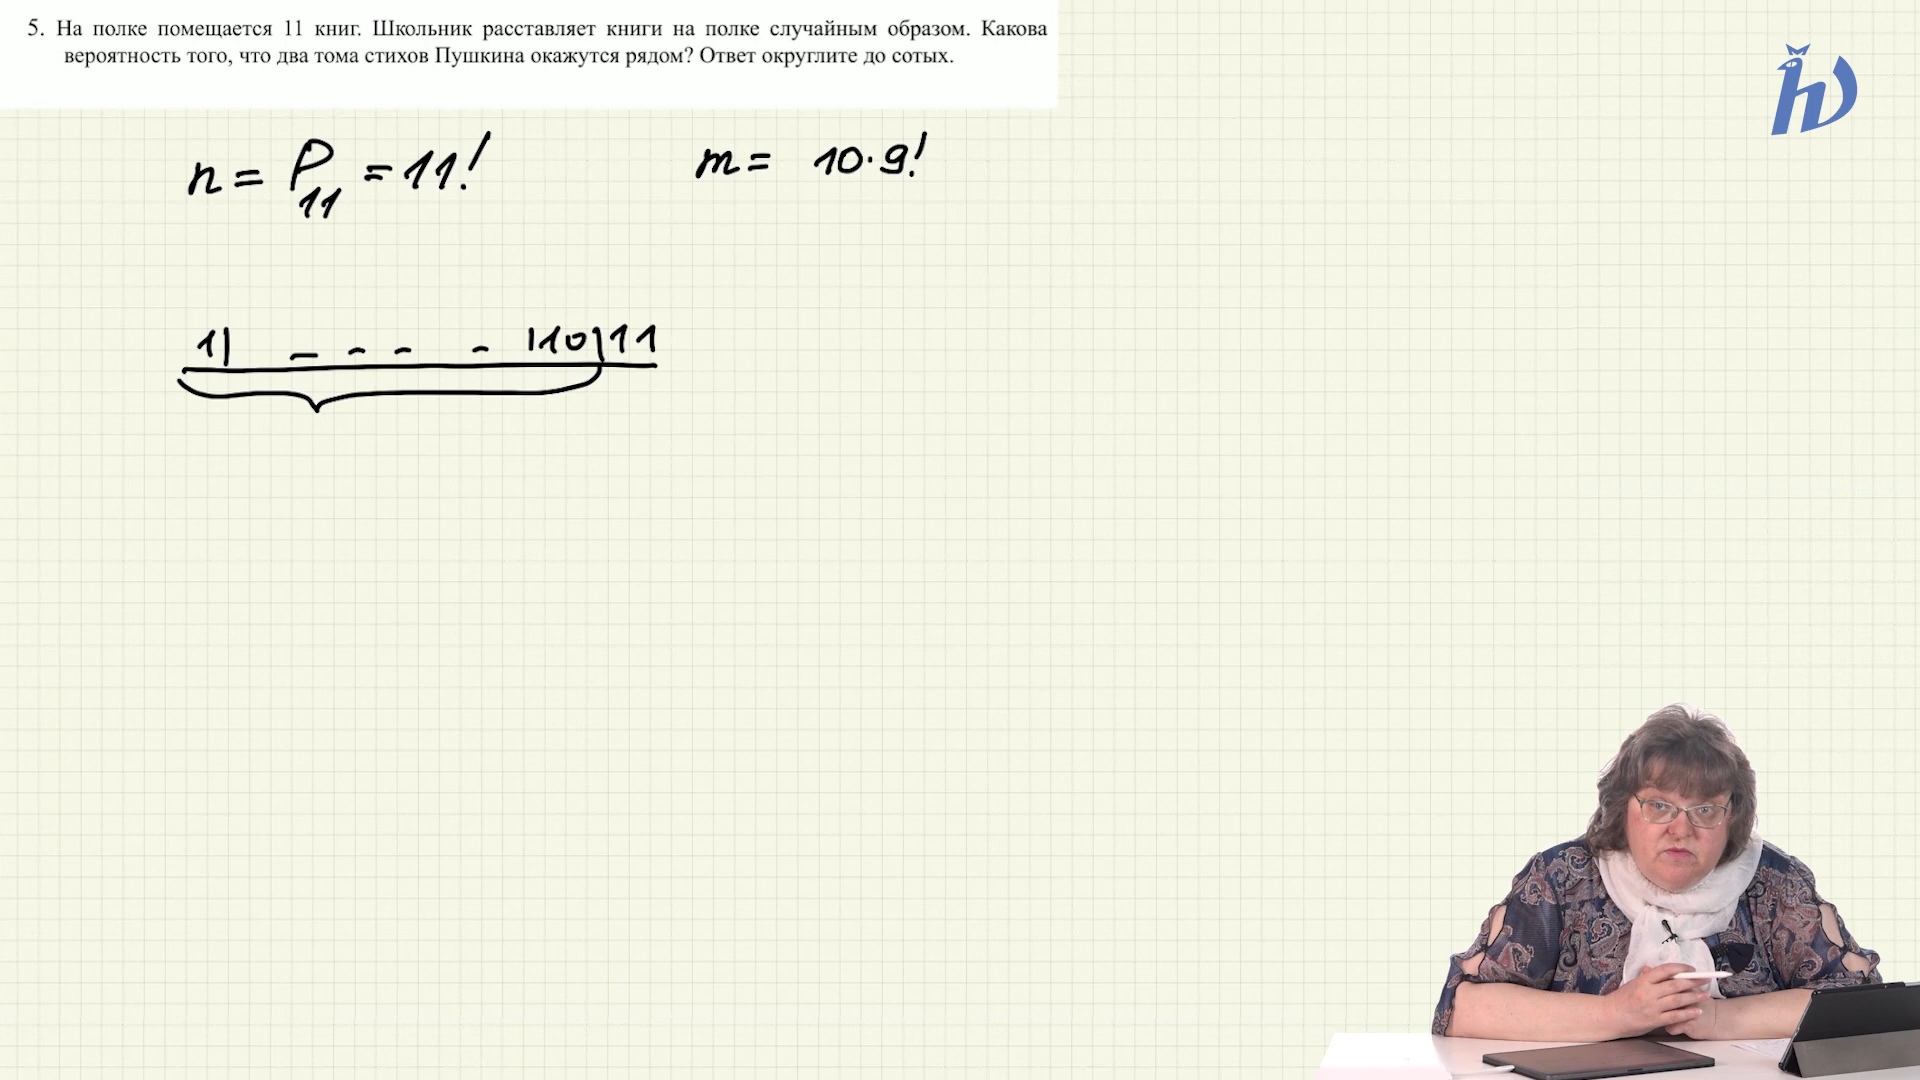 5. На полке помещается 11 книг. Школьник расставляет книги на полке случайным образом. Какова
вероятность того, что два тома стихов Пушкина окажутся рядом? Ответ округлите до сотых.
n = P₁₁ = 11!
m = 10·9!
1| _ - - - |10|11